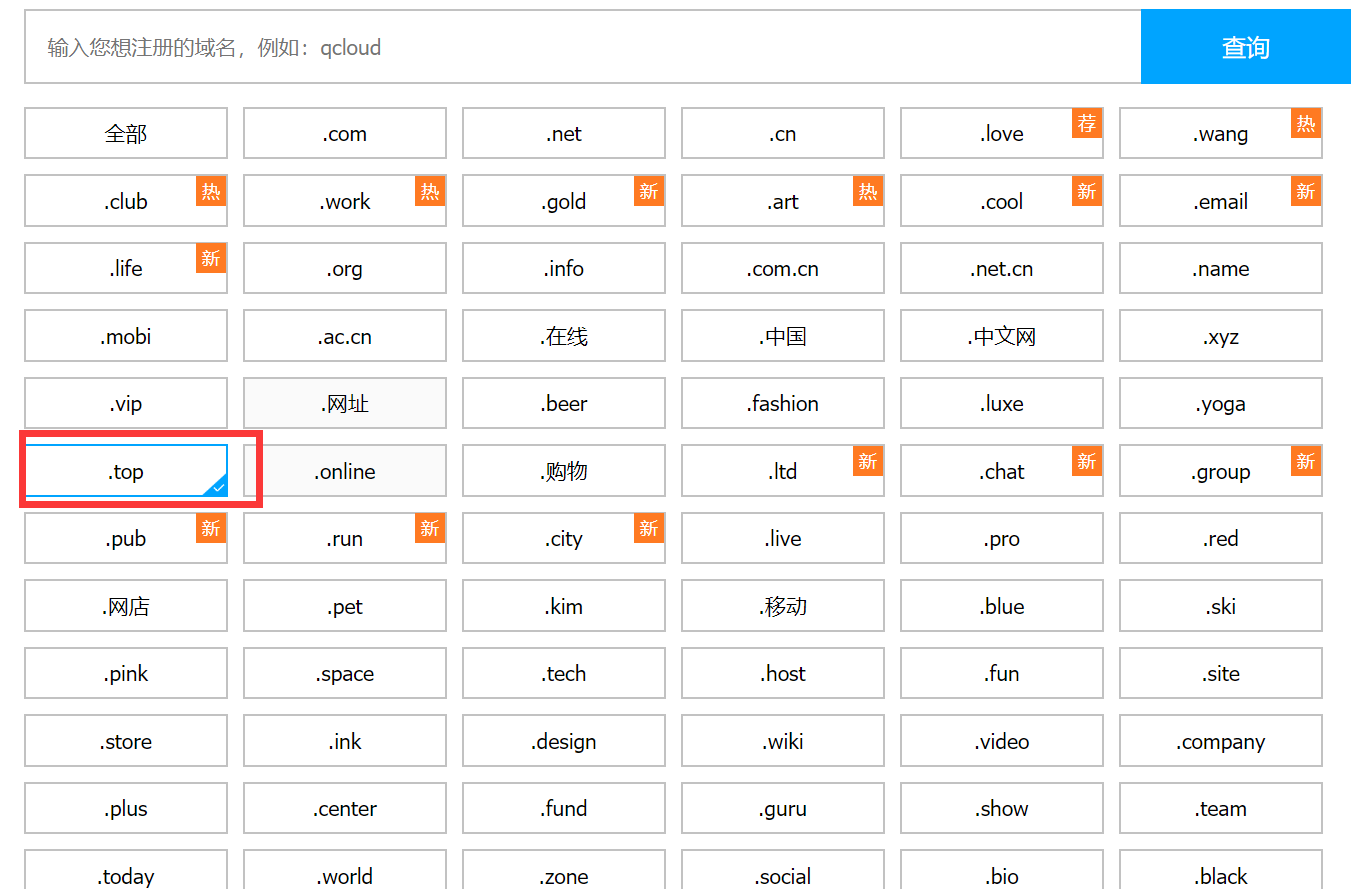 输入您想注册的域名，例如：qcloud 查询
全部 .com .net .cn .love 荐 .wang 热
.club 热 .work 热 .gold 新 .art 热 .cool 新 .email 新
.life 新 .org .info .com.cn .net.cn .name
.mobi .ac.cn .在线 .中国 .中文网 .xyz
.vip .网址 .beer .fashion .luxe .yoga
.top .online .购物 .ltd 新 .chat 新 .group 新
.pub 新 .run 新 .city 新 .live .pro .red
.网店 .pet .kim .移动 .blue .ski
.pink .space .tech .host .fun .site
.store .ink .design .wiki .video .company
.plus .center .fund .guru .show .team
.today .world .zone .social .bio .black